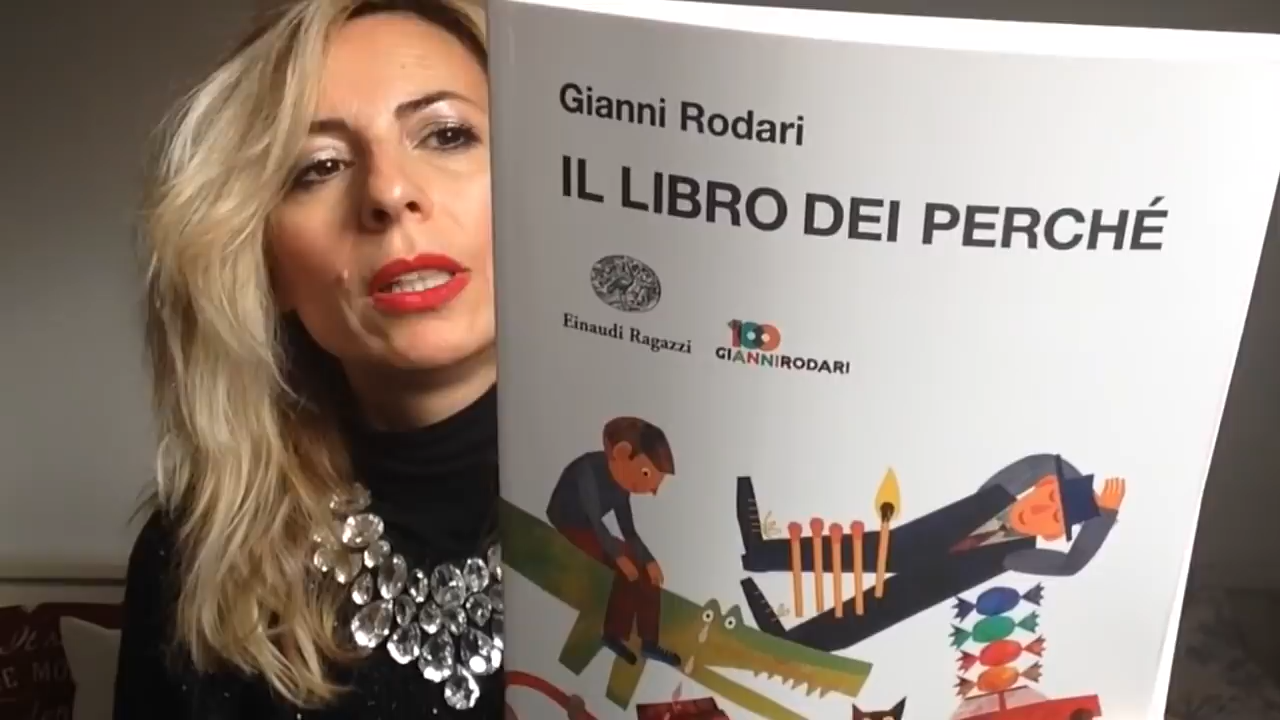 Gianni Rodari
IL LIBRO DEI PERCHÉ
Einaudi Ragazzi
100
GIANNIRODARI